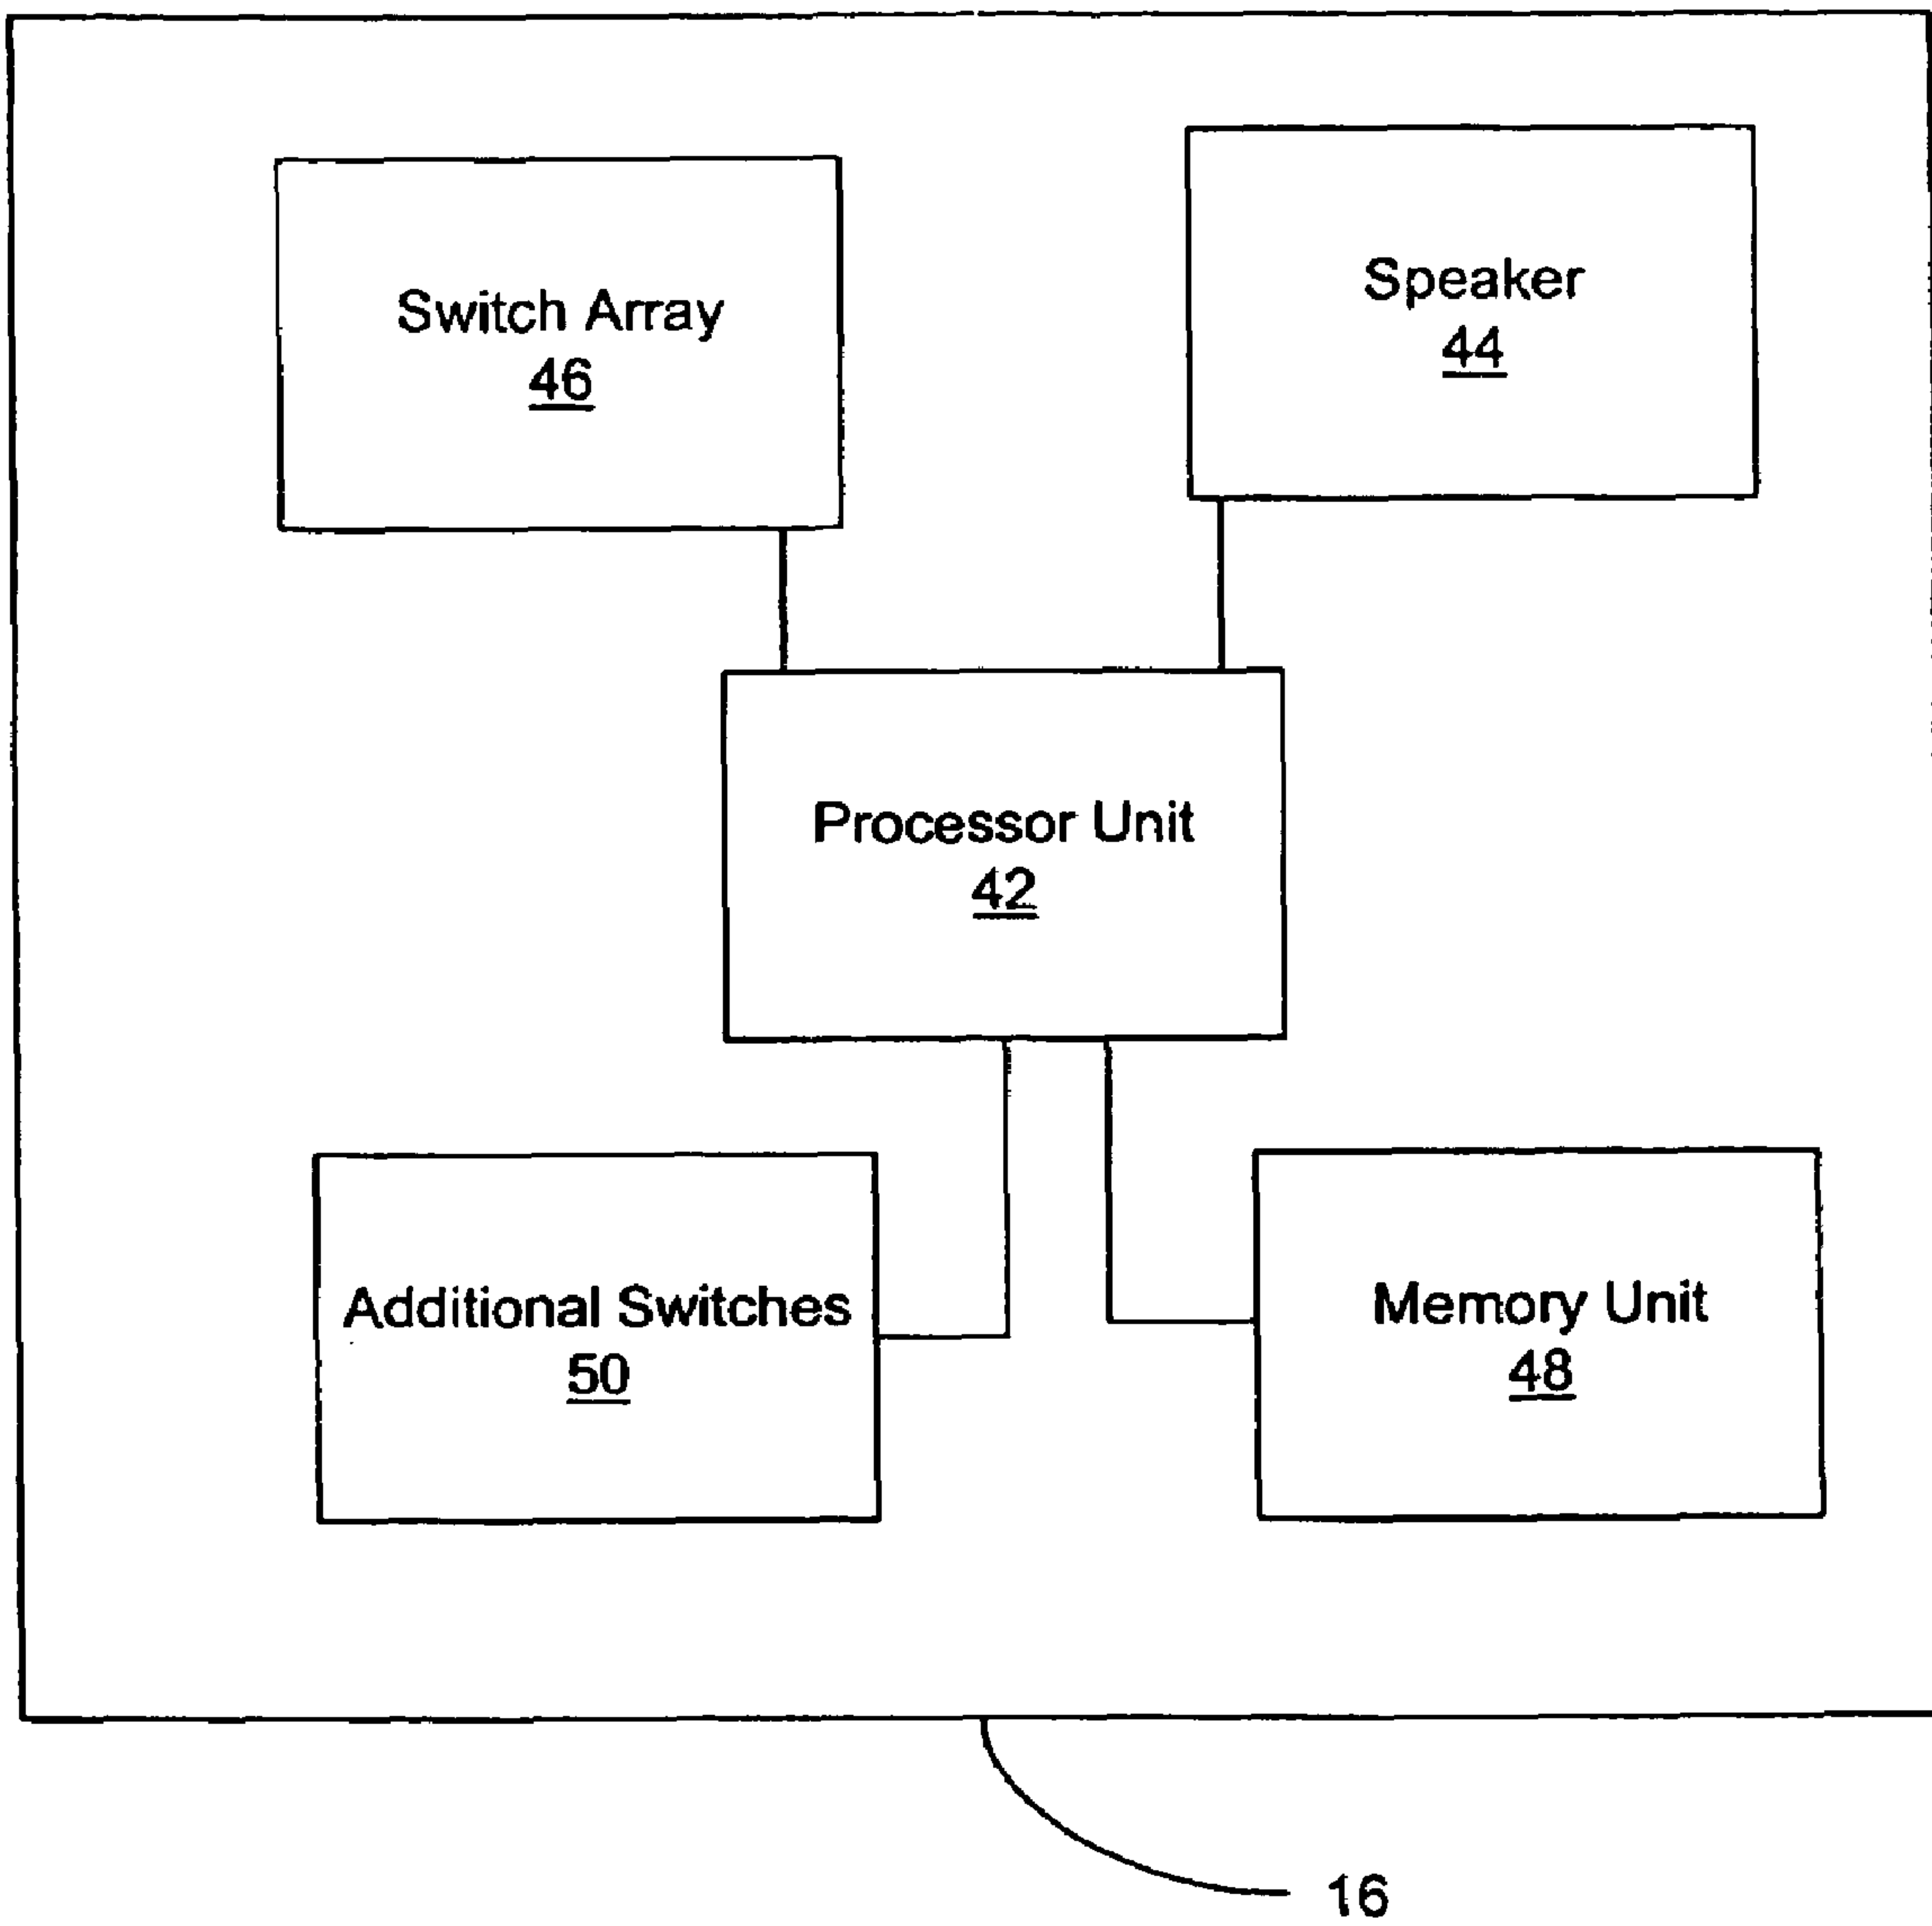 Switch Array
46
Speaker
44
Processor Unit
42
Additional Switches
50
Memory Unit
48
16